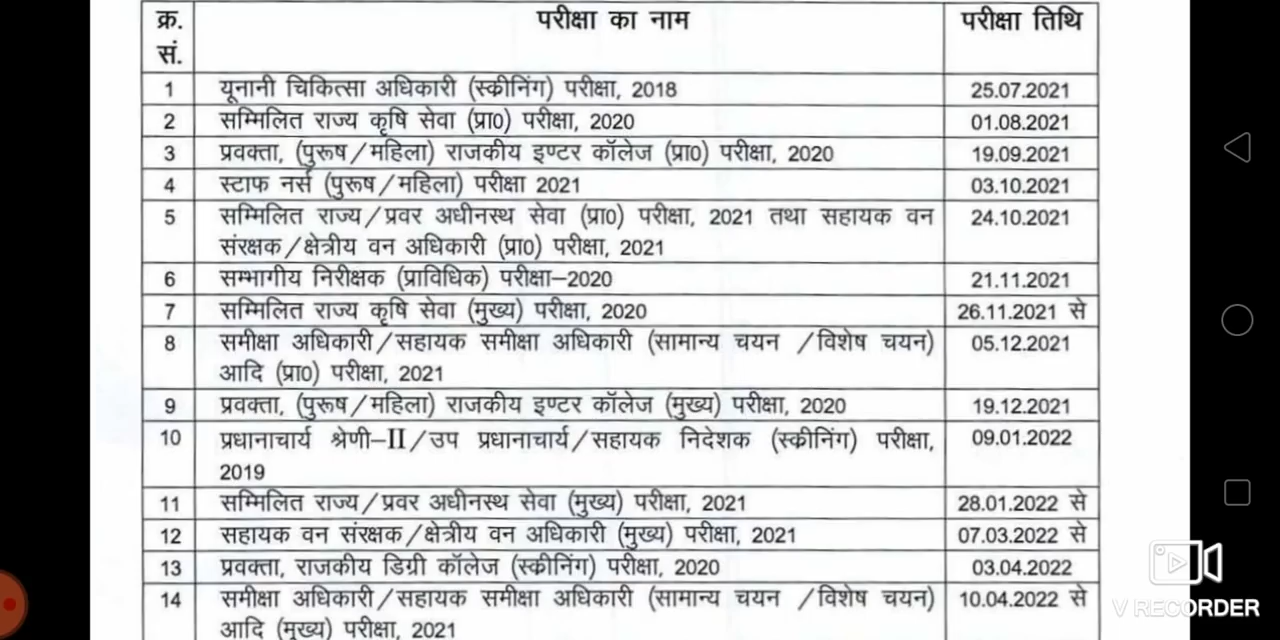 क्र. परीक्षा का नाम परीक्षा तिथि
सं.
1 यूनानी चिकित्सा अधिकारी (स्क्रीनिंग) परीक्षा, 2018 25.07.2021
2 सम्मिलित राज्य कृषि सेवा (प्रा0) परीक्षा, 2020 01.08.2021
3 प्रवक्ता, (पुरूष/महिला) राजकीय इण्टर कॉलेज (प्रा0) परीक्षा, 2020 19.09.2021
4 स्टाफ नर्स (पुरूष/महिला) परीक्षा 2021 03.10.2021
5 सम्मिलित राज्य/प्रवर अधीनस्थ सेवा (प्रा0) परीक्षा, 2021 तथा सहायक वन 24.10.2021
संरक्षक/क्षेत्रीय वन अधिकारी (प्रा0) परीक्षा, 2021
6 सम्भागीय निरीक्षक (प्राविधिक) परीक्षा–2020 21.11.2021
7 सम्मिलित राज्य कृषि सेवा (मुख्य) परीक्षा, 2020 26.11.2021 से
8 समीक्षा अधिकारी/सहायक समीक्षा अधिकारी (सामान्य चयन /विशेष चयन) 05.12.2021
आदि (प्रा0) परीक्षा, 2021
9 प्रवक्ता, (पुरूष/महिला) राजकीय इण्टर कॉलेज (मुख्य) परीक्षा, 2020 19.12.2021
10 प्रधानाचार्य श्रेणी–II/उप प्रधानाचार्य/सहायक निदेशक (स्क्रीनिंग) परीक्षा, 09.01.2022
2019
11 सम्मिलित राज्य/प्रवर अधीनस्थ सेवा (मुख्य) परीक्षा, 2021 28.01.2022 से
12 सहायक वन संरक्षक/क्षेत्रीय वन अधिकारी (मुख्य) परीक्षा, 2021 07.03.2022 से
13 प्रवक्ता, राजकीय डिग्री कॉलेज (स्क्रीनिंग) परीक्षा, 2020 03.04.2022
14 समीक्षा अधिकारी/सहायक समीक्षा अधिकारी (सामान्य चयन /विशेष चयन) 10.04.2022 से
आदि (मुख्य) परीक्षा, 2021
V RECORDER